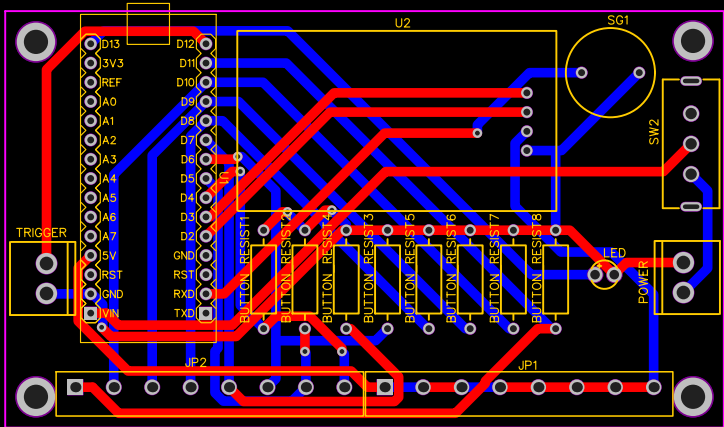 U2
SG1
D13 D12
3V3 D11
REF D10
A0 D9
A1 D8
A2 D7
A3 D6
A4 D5
A5 D4
A6 D3
A7 D2
5V GND
RST RST
GND RXD
VIN TXD
U1
SW2
TRIGGER
LED
POWER
BUTTON RESIST1
BUTTON RESIST2
BUTTON RESIST4
BUTTON RESIST3
BUTTON RESIST5
BUTTON RESIST6
BUTTON RESIST7
BUTTON RESIST8
JP2
JP1